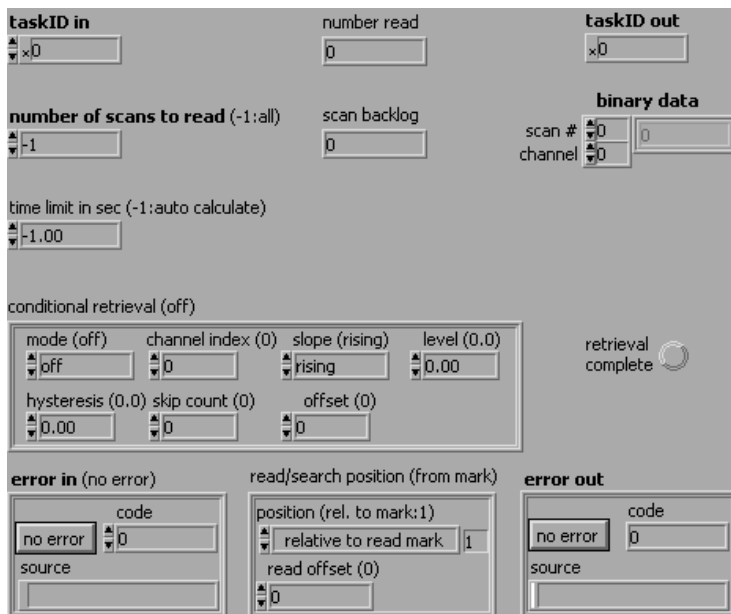 taskID in number read taskID out
×0 0 ×0
number of scans to read (-1:all) scan backlog binary data
-1 0 scan # 0 0
channel 0
time limit in sec (-1:auto calculate)
-1.00
conditional retrieval (off)
mode (off) channel index (0) slope (rising) level (0.0)
off 0 rising 0.00
retrieval
complete
hysteresis (0.0) skip count (0) offset (0)
0.00 0 0
error in (no error) read/search position (from mark) error out
code position (rel. to mark:1) code
no error 0 relative to read mark 1 no error 0
source read offset (0) source
0